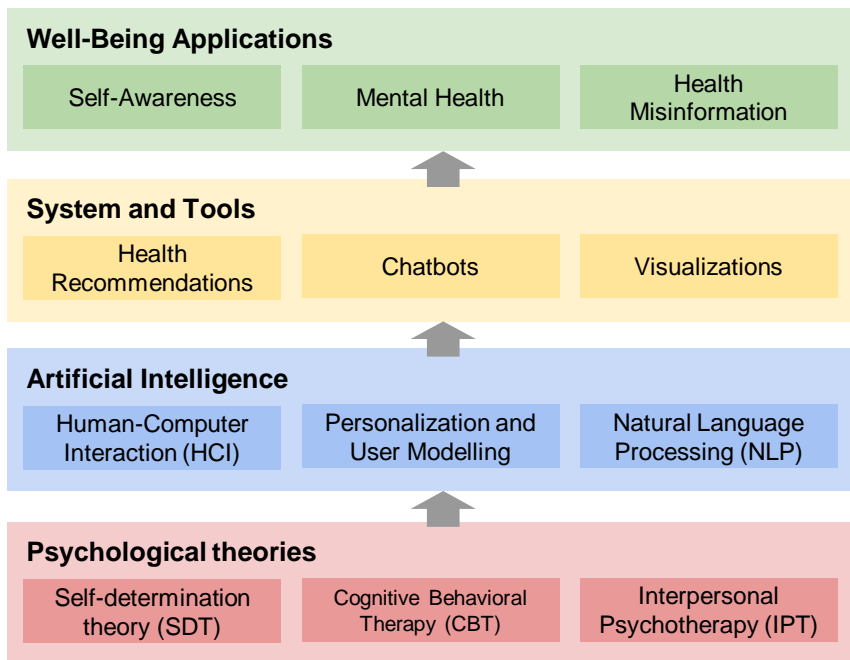 Well-Being Applications
Self-Awareness
Mental Health
Health
Misinformation
System and Tools
Health
Recommendations
Chatbots
Visualizations
Artificial Intelligence
Human-Computer
Interaction (HCI)
Personalization and
User Modelling
Natural Language
Processing (NLP)
Psychological theories
Self-determination
theory (SDT)
Cognitive Behavioral
Therapy (CBT)
Interpersonal
Psychotherapy (IPT)